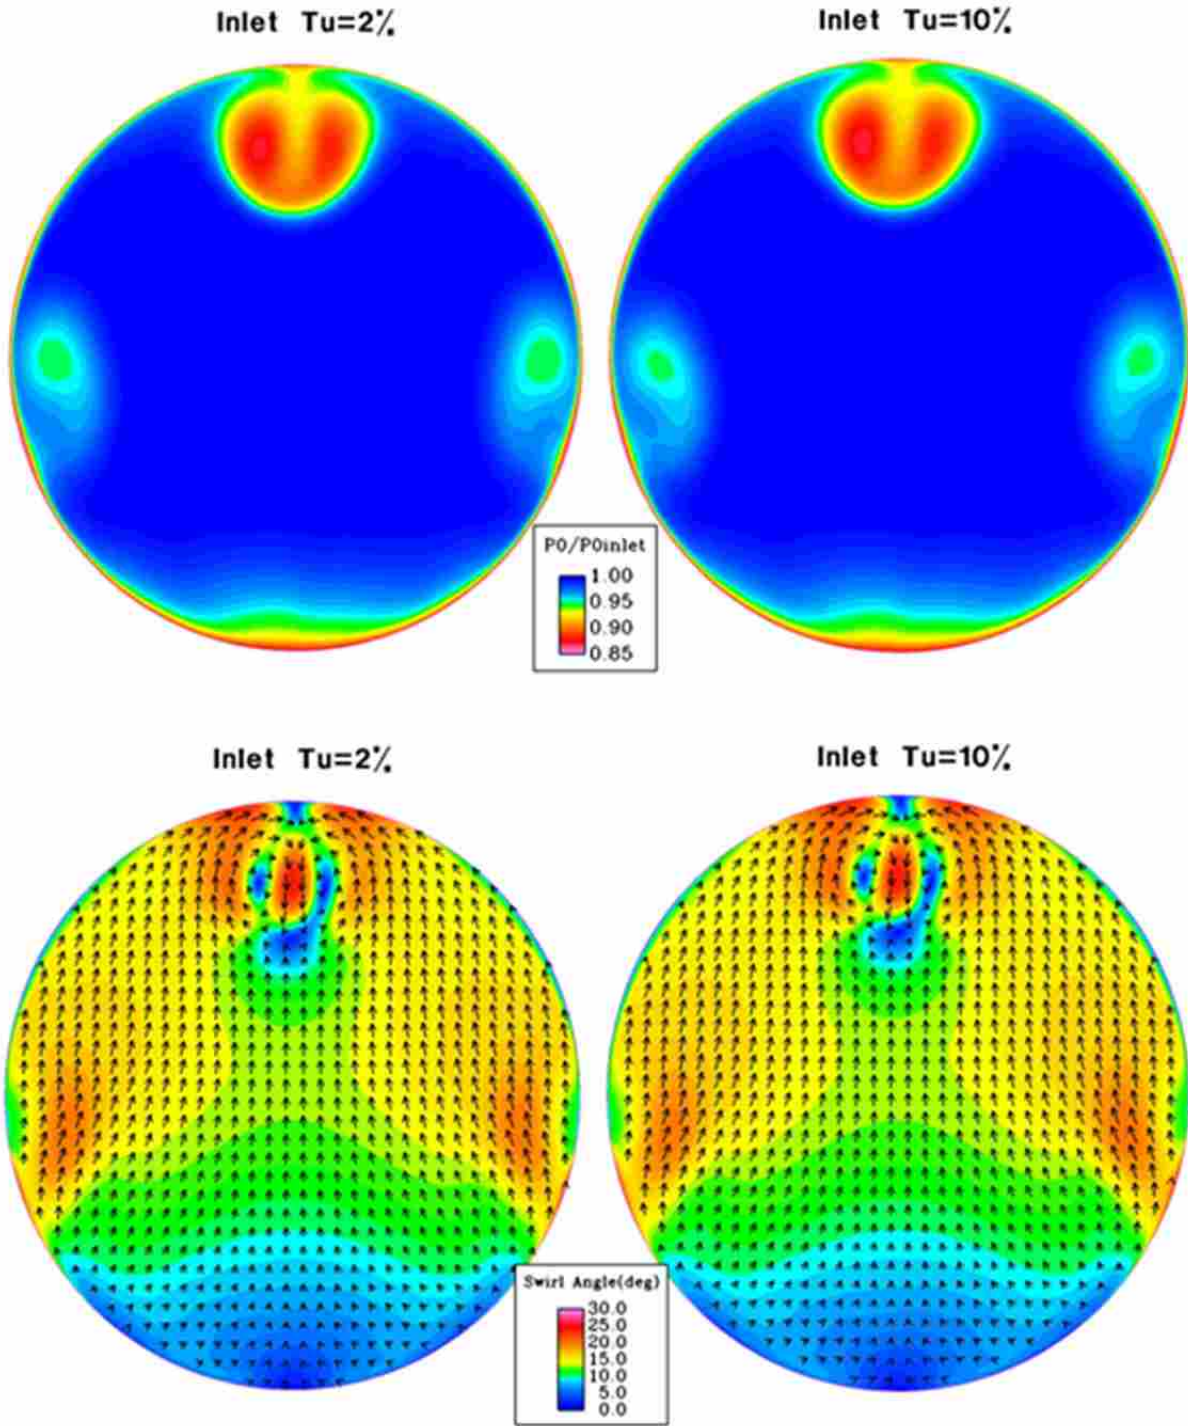 Inlet Tu=2%
Inlet Tu=10%
P0/P0inlet
1.00
0.95
0.90
0.85
Inlet Tu=2%
Inlet Tu=10%
Swirl Angle(deg)
30.0
25.0
20.0
15.0
10.0
5.0
0.0